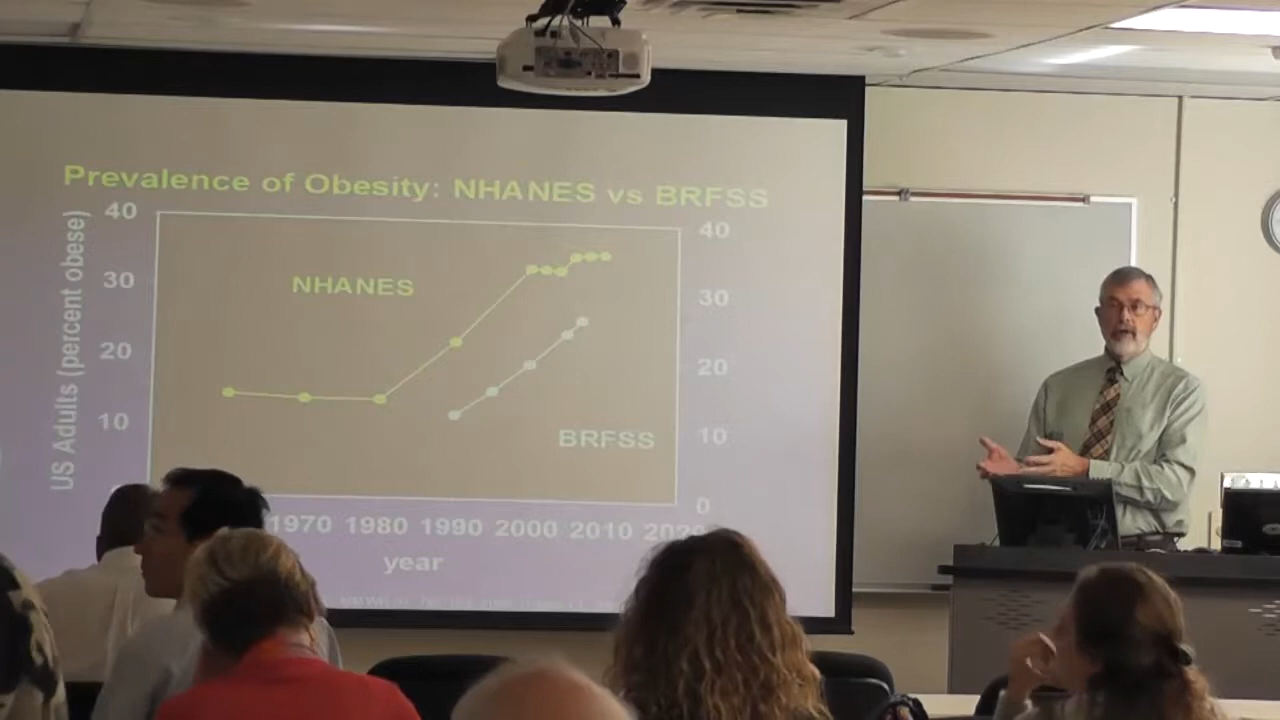 Prevalence of Obesity: NHANES vs BRFSS
US Adults (percent obese)
40
30
20
10
NHANES
BRFSS
40
30
20
10
0
1970 1980 1990 2000 2010 2020
year